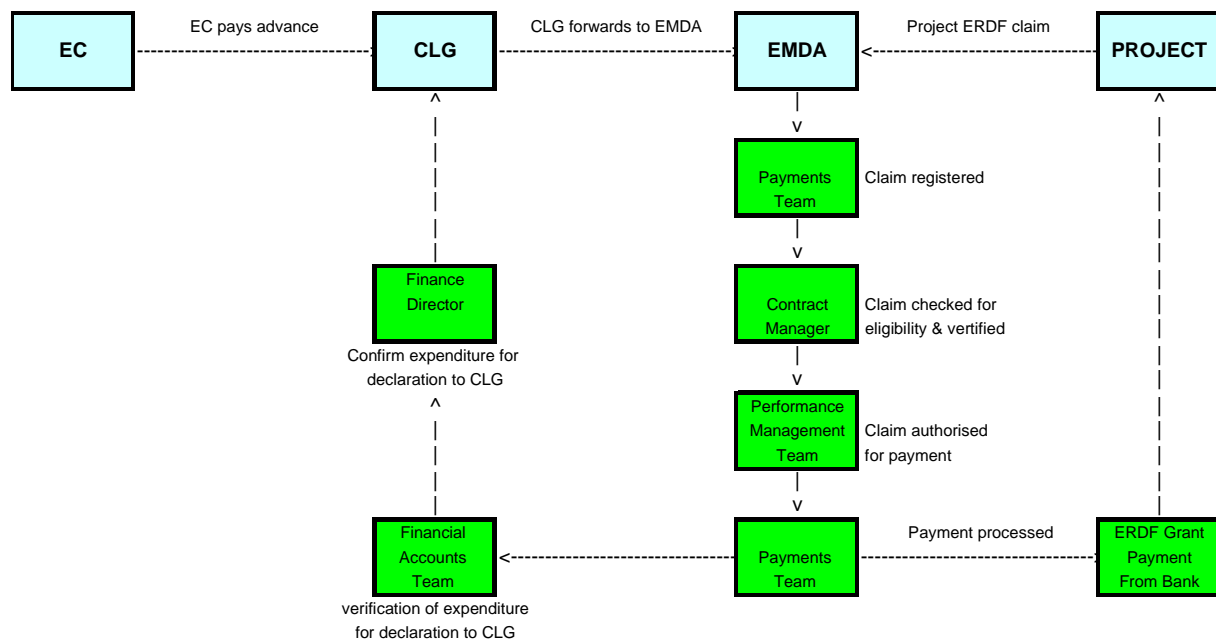 EC pays advance
CLG forwards to EMDA
Project ERDF claim
EC
CLG
EMDA
PROJECT
Payments
Team
Claim registered
Finance
Director
Contract
Manager
Claim checked for
eligibility & vertified
Confirm expenditure for
declaration to CLG
Performance
Management
Team
Claim authorised
for payment
Financial
Accounts
Team
Payments
Team
Payment processed
ERDF Grant
Payment
From Bank
verification of expenditure
for declaration to CLG